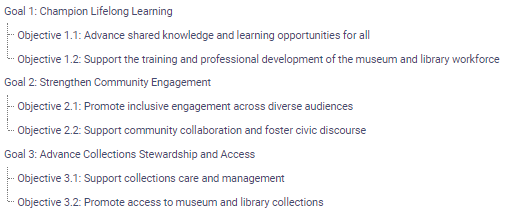 Goal 1: Champion Lifelong Learning
Objective 1.1: Advance shared knowledge and learning opportunities for all
Objective 1.2: Support the training and professional development of the museum and library workforce
Goal 2: Strengthen Community Engagement
Objective 2.1: Promote inclusive engagement across diverse audiences
Objective 2.2: Support community collaboration and foster civic discourse
Goal 3: Advance Collections Stewardship and Access
Objective 3.1: Support collections care and management
Objective 3.2: Promote access to museum and library collections